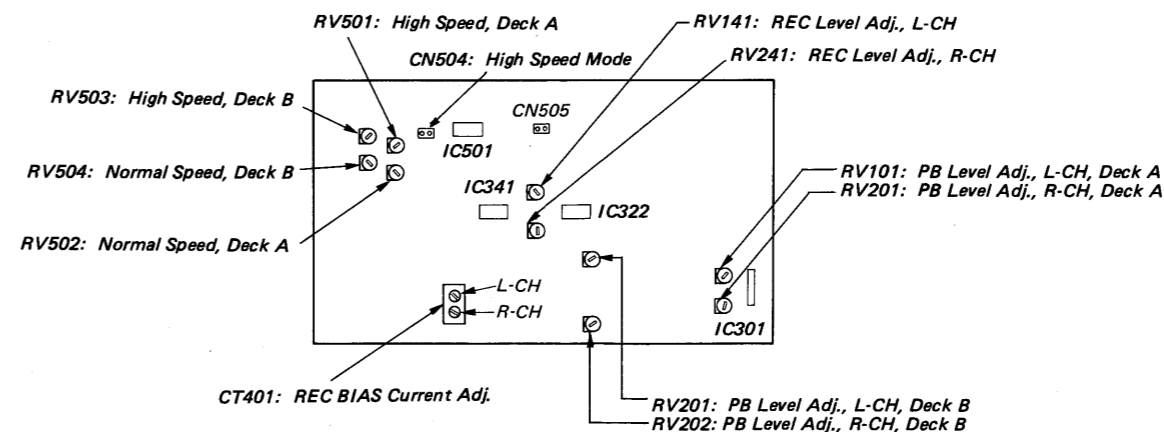 RV501: High Speed, Deck A
RV141: REC Level Adj., L-CH
CN504: High Speed Mode
RV241: REC Level Adj., R-CH
RV503: High Speed, Deck B
CN505
IC501
RV504: Normal Speed, Deck B
IC341
RV101: PB Level Adj., L-CH, Deck A
RV201: PB Level Adj., R-CH, Deck A
IC322
RV502: Normal Speed, Deck A
L-CH
R-CH
IC301
CT401: REC BIAS Current Adj.
RV201: PB Level Adj., L-CH, Deck B
RV202: PB Level Adj., R-CH, Deck B